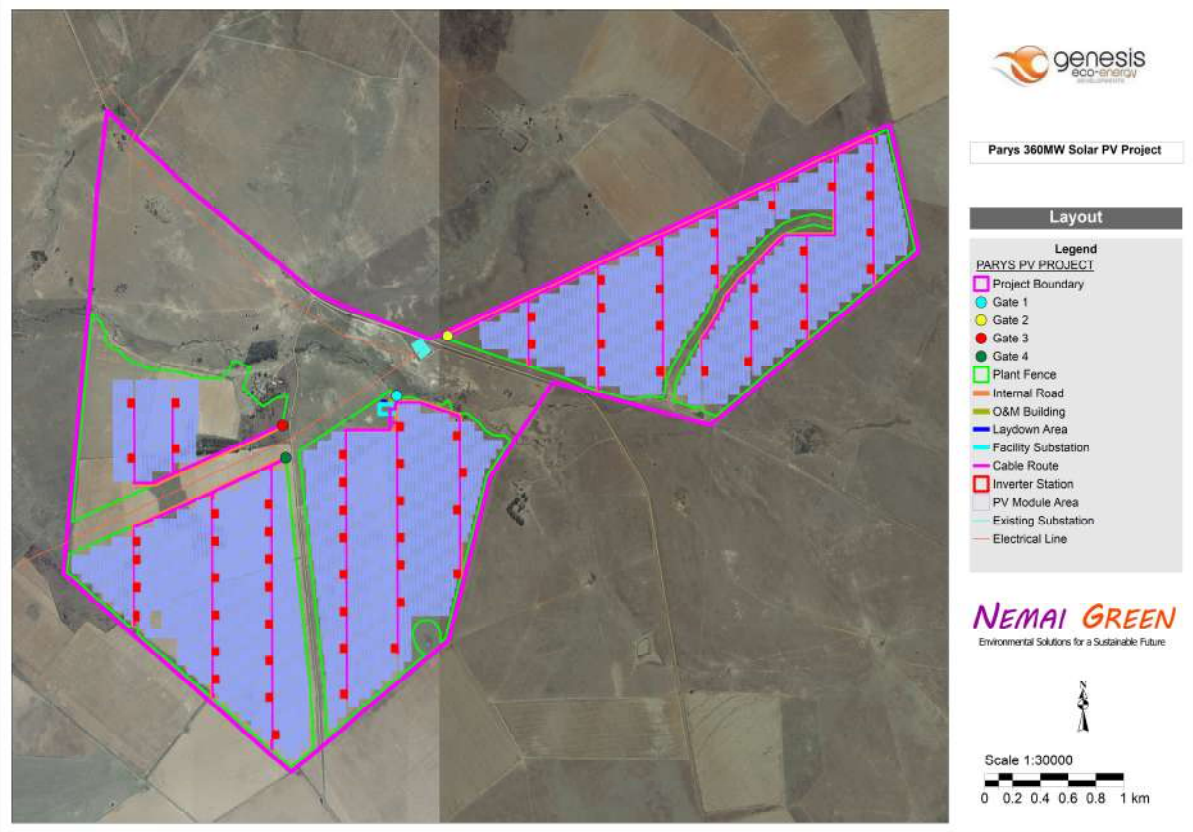 genesis
eco-energy
DEVELOPMENTS
Parys 360MW Solar PV Project
Layout
Legend
PARYS PV PROJECT
Project Boundary
Gate 1
Gate 2
Gate 3
Gate 4
Plant Fence
Internal Road
O&M Building
Laydown Area
Facility Substation
Cable Route
Inverter Station
PV Module Area
Existing Substation
Electrical Line
NEMAI GREEN
Environmental Solutions for a Sustainable Future
N
Scale 1:30000
0 0.2 0.4 0.6 0.8 1 km